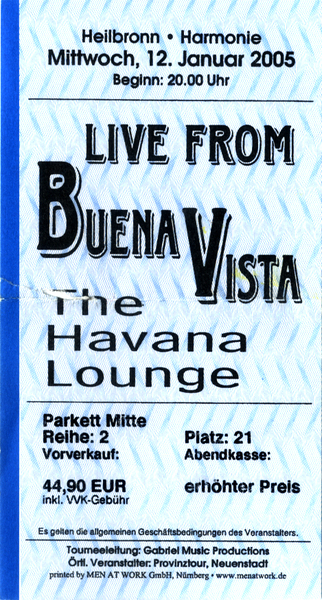 Heilbronn • Harmonie
Mittwoch, 12. Januar 2005
Beginn: 20.00 Uhr
LIVE FROM
BUENA VISTA
The
Havana
Lounge
Parkett Mitte
Reihe: 2 Platz: 21
Vorverkauf: Abendkasse:
44,90 EUR erhöhter Preis
inkl. VVK-Gebühr
Es gelten die allgemeinen Geschäftsbedingungen des Veranstalters.
Tourneeleitung: Gabriel Music Productions
Örtl. Veranstalter: Provinztour, Neuenstadt
printed by MEN AT WORK GmbH, Nürnberg • www.menatwork.de